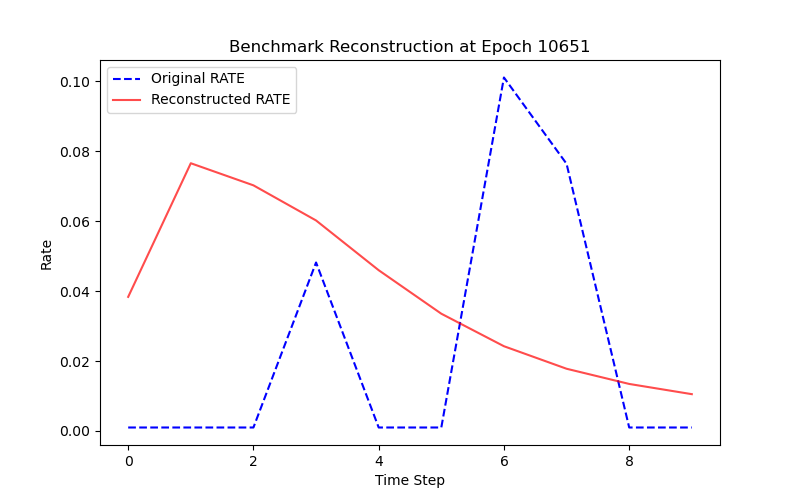 Benchmark Reconstruction at Epoch 10651
Original RATE
Reconstructed RATE
Rate
0.10
0.08
0.06
0.04
0.02
0.00
0 2 4 6 8
Time Step